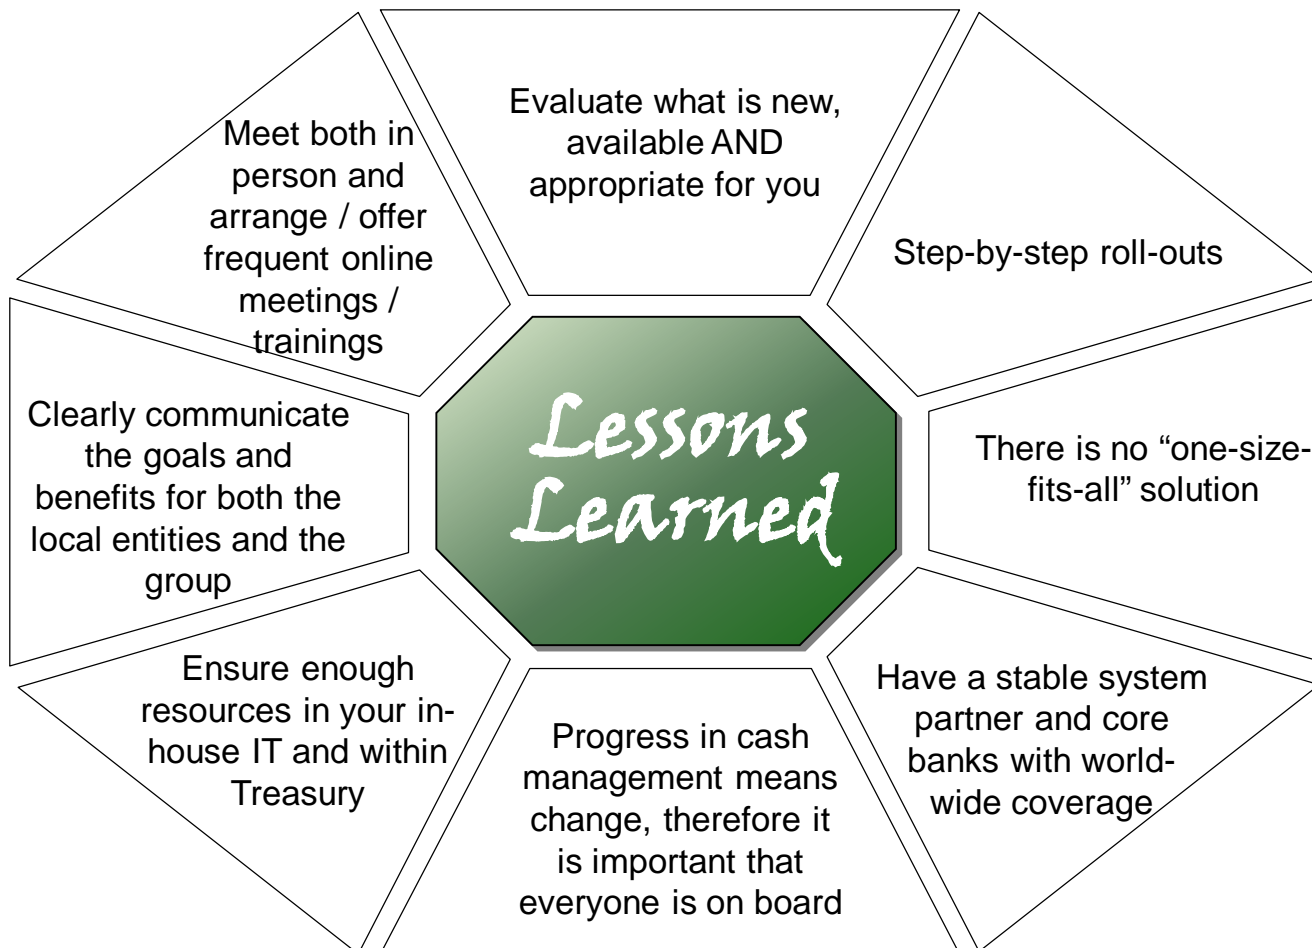 Evaluate what is new,
available AND
appropriate for you
Step-by-step roll-outs
There is no “one-size-
fits-all” solution
Have a stable system
partner and core
banks with world-
wide coverage
Progress in cash
management means
change, therefore it
is important that
everyone is on board
Ensure enough
resources in your in-
house IT and within
Treasury
Clearly communicate
the goals and
benefits for both the
local entities and the
group
Meet both in
person and
arrange / offer
frequent online
meetings /
trainings
Lessons
Learned